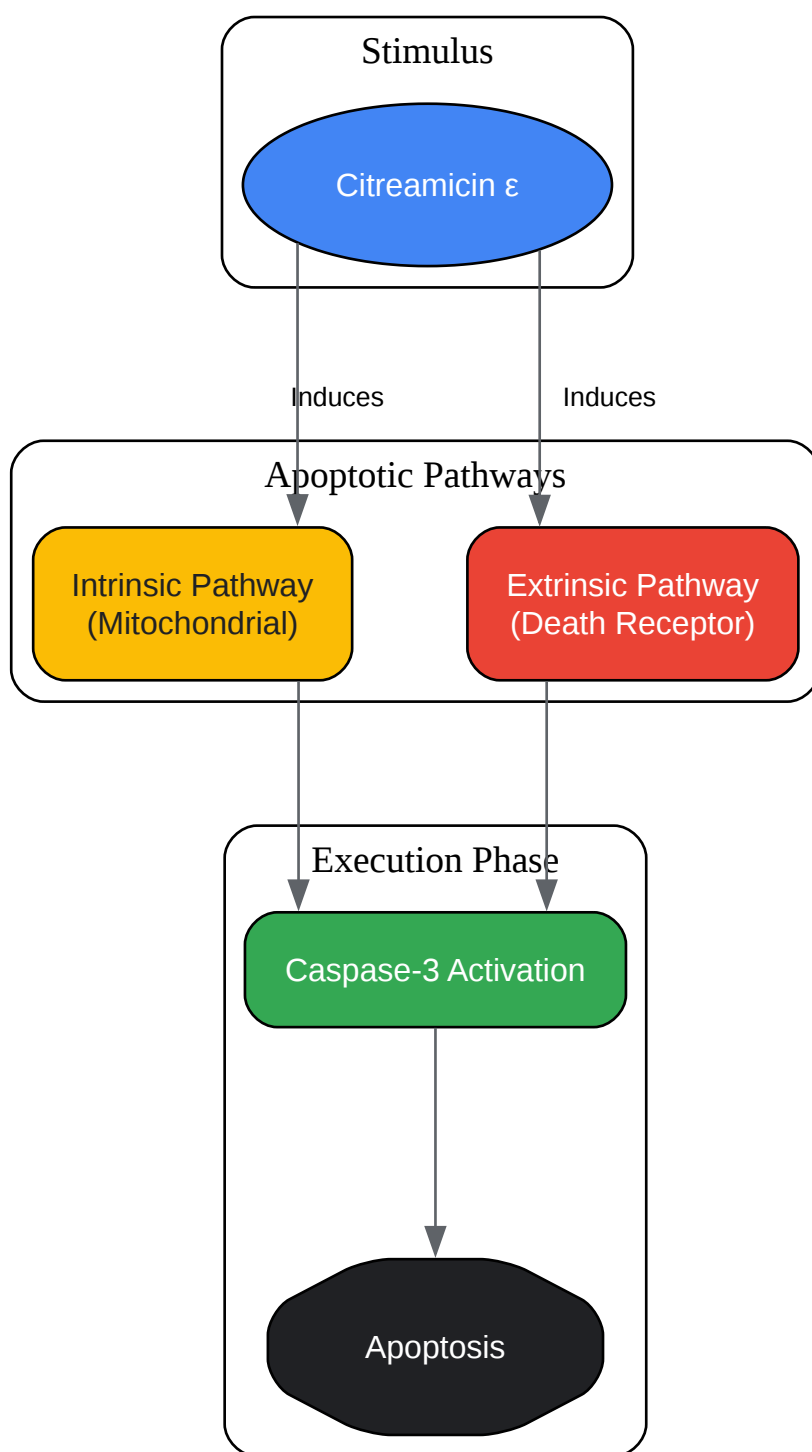 Stimulus
Citreamicin ε
Induces
Induces
Apoptotic Pathways
Intrinsic Pathway
(Mitochondrial)
Extrinsic Pathway
(Death Receptor)
Execution Phase
Caspase-3 Activation
Apoptosis